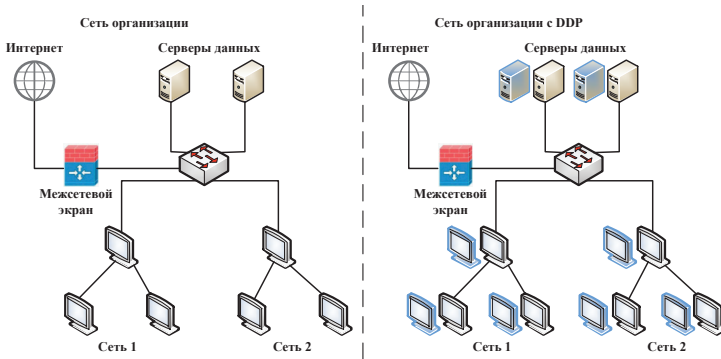 Сеть организации
Интернет
Серверы данных
Межсетевой
экран
Сеть 1
Сеть 2
Сеть организации с DDP
Интернет
Серверы данных
Межсетевой
экран
Сеть 1
Сеть 2